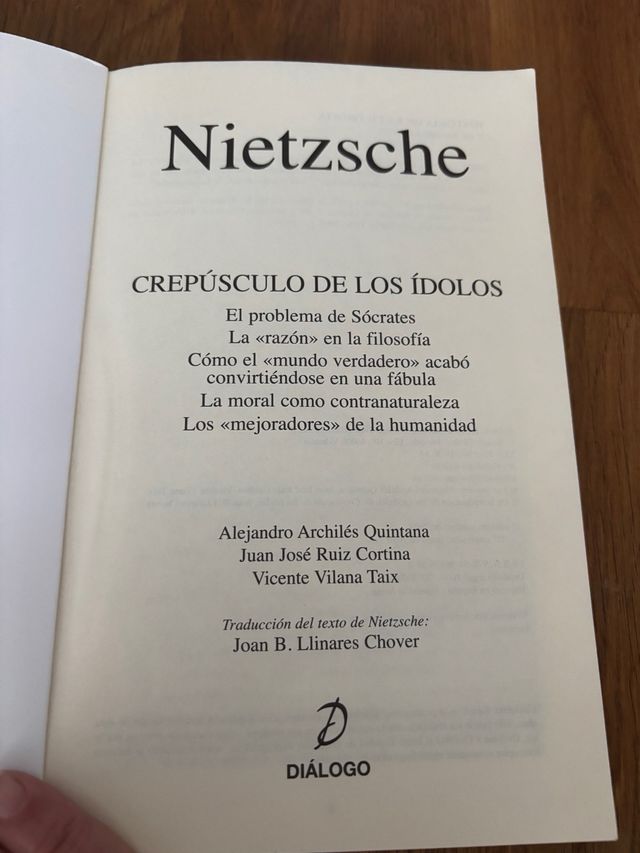 Nietzsche
CREPÚSCULO DE LOS ÍDOLOS
El problema de Sócrates
La «razón» en la filosofía
Cómo el «mundo verdadero» acabó
convirtiéndose en una fábula
La moral como contranaturaleza
Los «mejoradores» de la humanidad
Alejandro Archilés Quintana
Juan José Ruiz Cortina
Vicente Vilana Taix
Traducción del texto de Nietzsche:
Joan B. Llinares Chover
DIÁLOGO